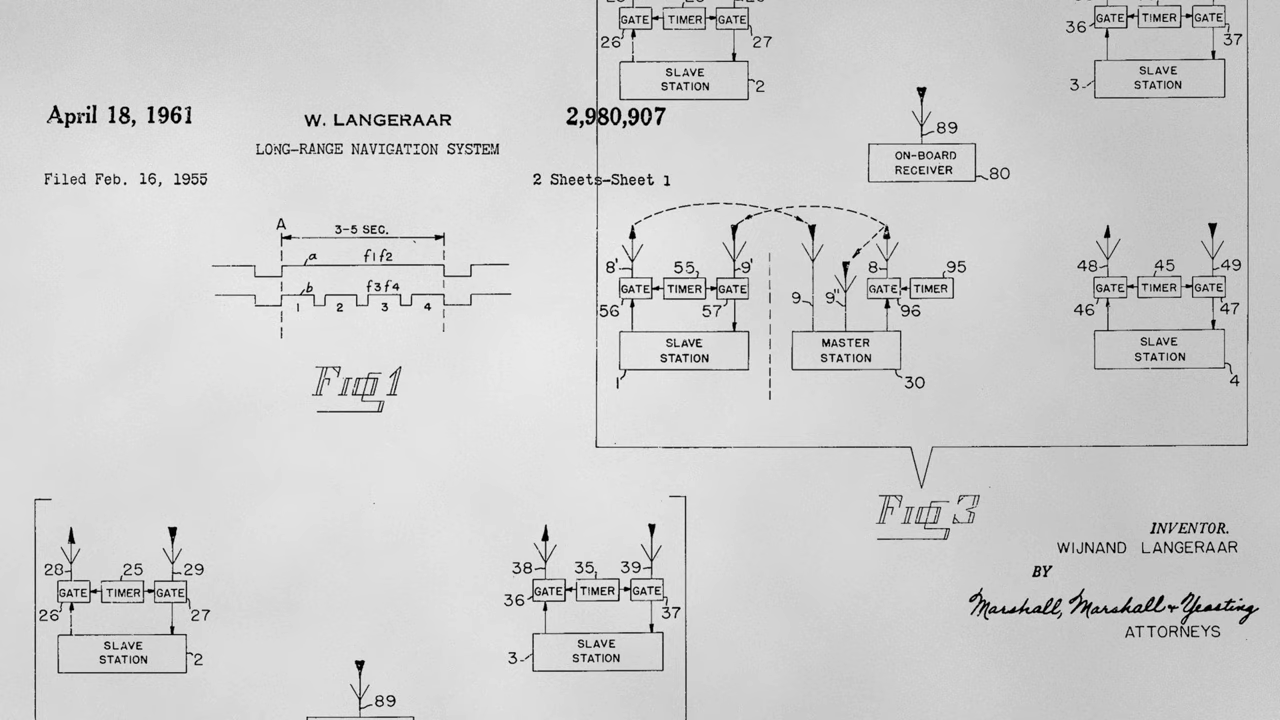 GATE TIMER GATE
26 27
SLAVE
STATION
2
GATE TIMER GATE
36 37
SLAVE
STATION
3
April 18, 1961
W. LANGERAAR
2,980,907
LONG-RANGE NAVIGATION SYSTEM
Filed Feb. 16, 1955
2 Sheets-Sheet 1
89
ON-BOARD
RECEIVER
80
A
3-5 SEC.
a f1f2
b f3f4
1 2 3 4
Fig 1
8' 55 9'
GATE TIMER GATE
56 57
SLAVE
STATION
1
9 9" 8 95
GATE TIMER
96
MASTER
STATION
30
48 45 49
GATE TIMER GATE
46 47
SLAVE
STATION
4
Fig 3
INVENTOR.
WIJNAND LANGERAAR
BY
Marshall, Marshall & Yeasting
ATTORNEYS
28 25 29
GATE TIMER GATE
26 27
SLAVE
STATION
2
38 35 39
GATE TIMER GATE
36 37
SLAVE
STATION
3
89